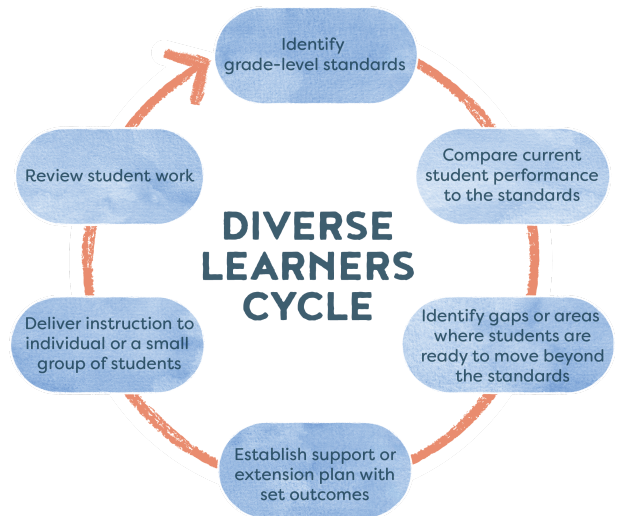 Identify
grade-level standards
Compare current
student performance
to the standards
Identify gaps or areas
where students are
ready to move beyond
the standards
Establish support or
extension plan with
set outcomes
Deliver instruction to
individual or a small
group of students
Review student work
DIVERSE
LEARNERS
CYCLE